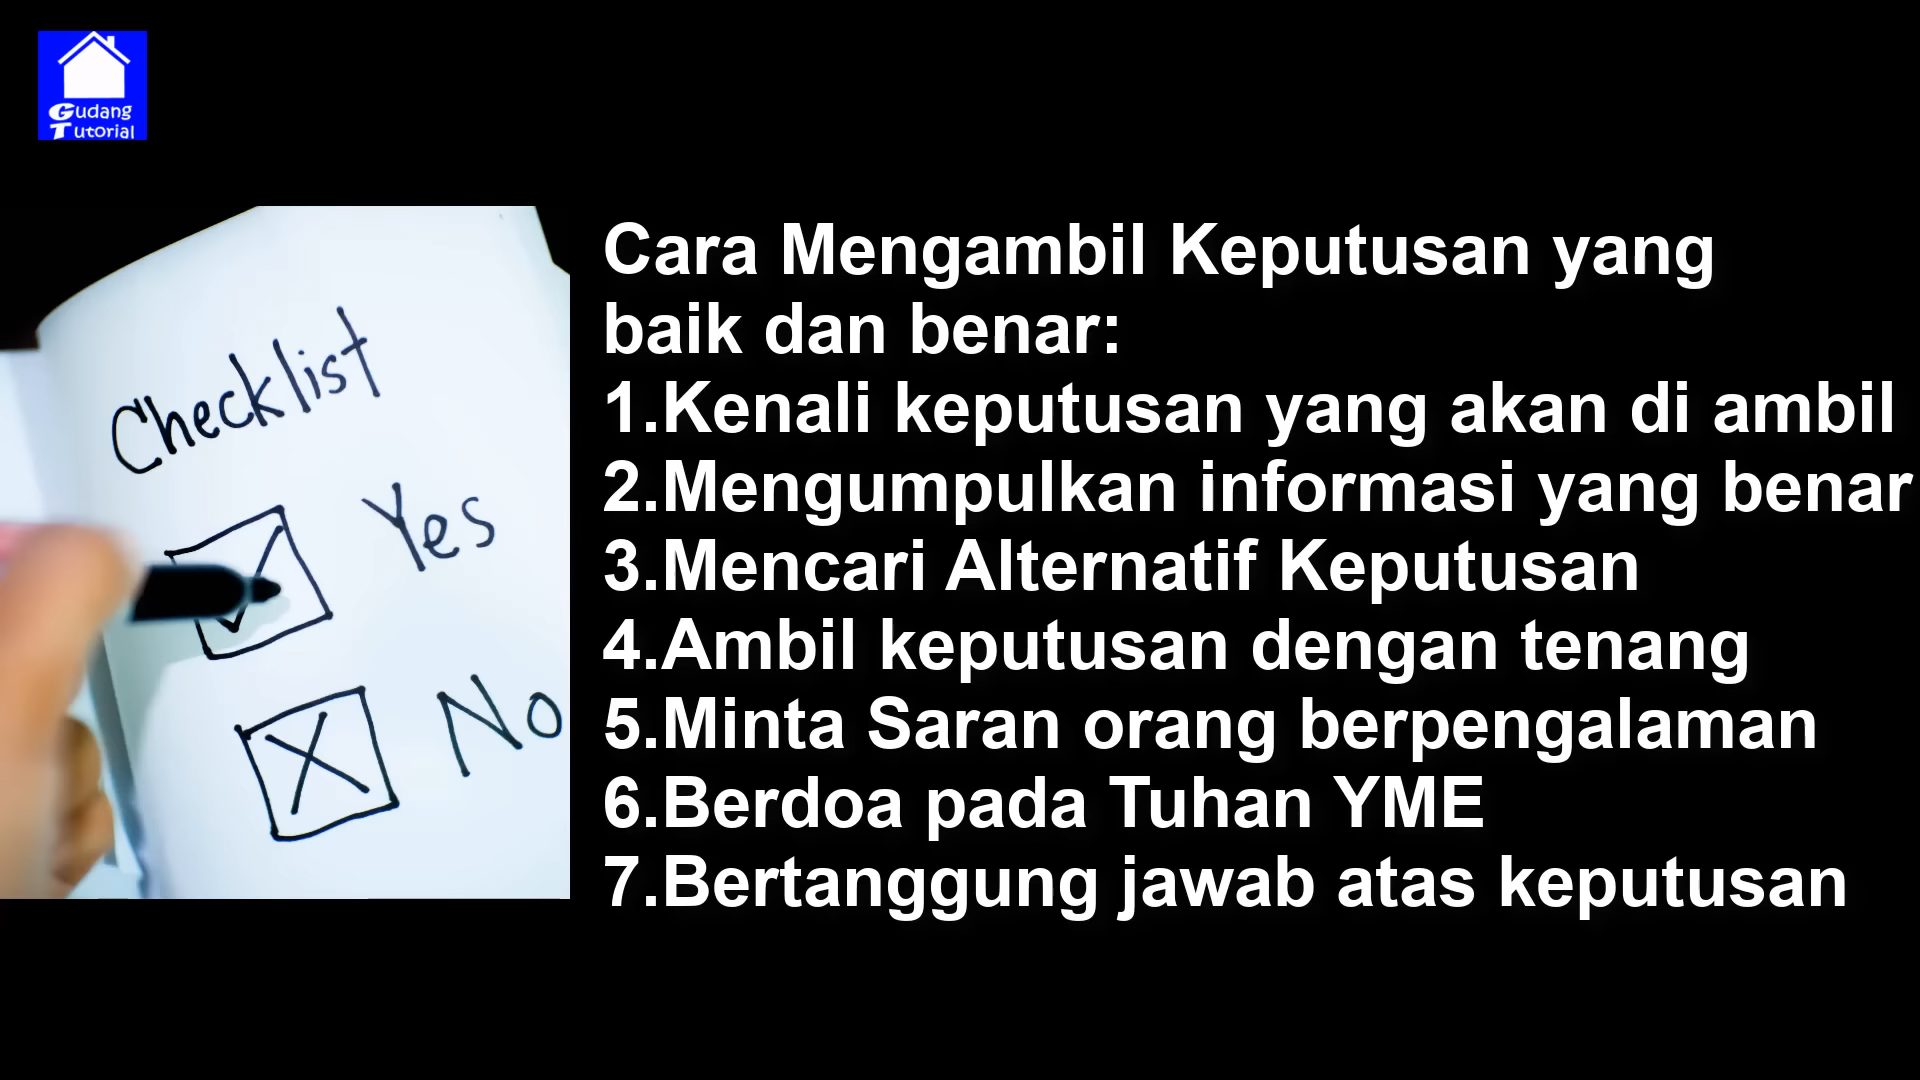 Gudang
Tutorial
Checklist
Yes
No
Cara Mengambil Keputusan yang
baik dan benar:
1.Kenali keputusan yang akan di ambil
2.Mengumpulkan informasi yang benar
3.Mencari Alternatif Keputusan
4.Ambil keputusan dengan tenang
5.Minta Saran orang berpengalaman
6.Berdoa pada Tuhan YME
7.Bertanggung jawab atas keputusan